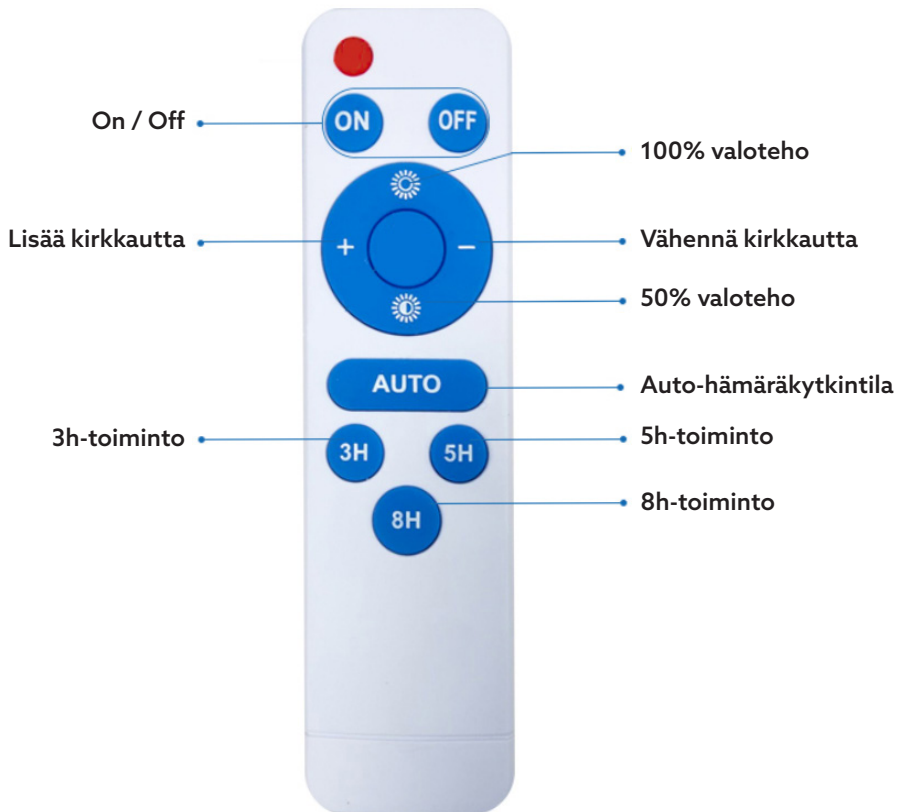 On / Off
ON
OFF
100% valoteho
Lisää kirkkautta
+
−
Vähennä kirkkautta
50% valoteho
AUTO
Auto-hämäräkytkintila
3h-toiminto
3H
5H
5h-toiminto
8H
8h-toiminto